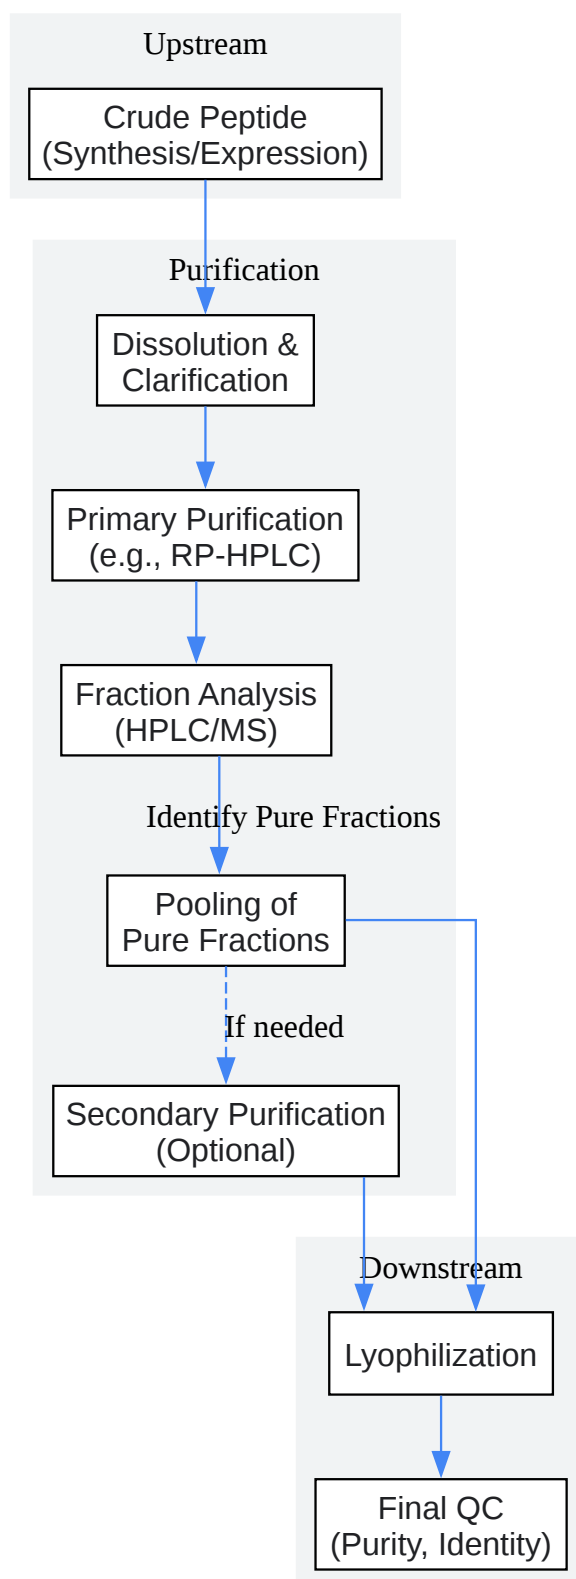 Upstream
Crude Peptide
(Synthesis/Expression)
Purification
Dissolution &
Clarification
Primary Purification
(e.g., RP-HPLC)
Fraction Analysis
(HPLC/MS)
Identify Pure Fractions
Pooling of
Pure Fractions
If needed
Secondary Purification
(Optional)
Downstream
Lyophilization
Final QC
(Purity, Identity)